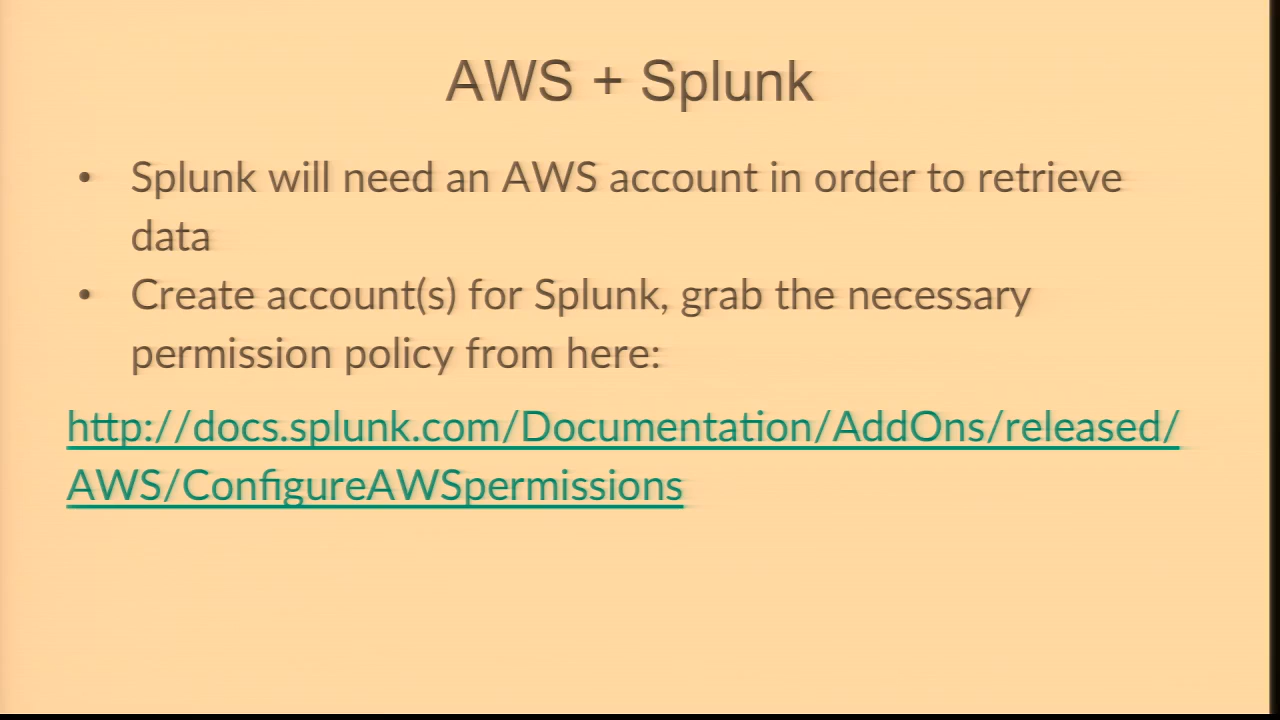 AWS + Splunk
• Splunk will need an AWS account in order to retrieve
data
• Create account(s) for Splunk, grab the necessary
permission policy from here:
http://docs.splunk.com/Documentation/AddOns/released/
AWS/ConfigureAWSpermissions